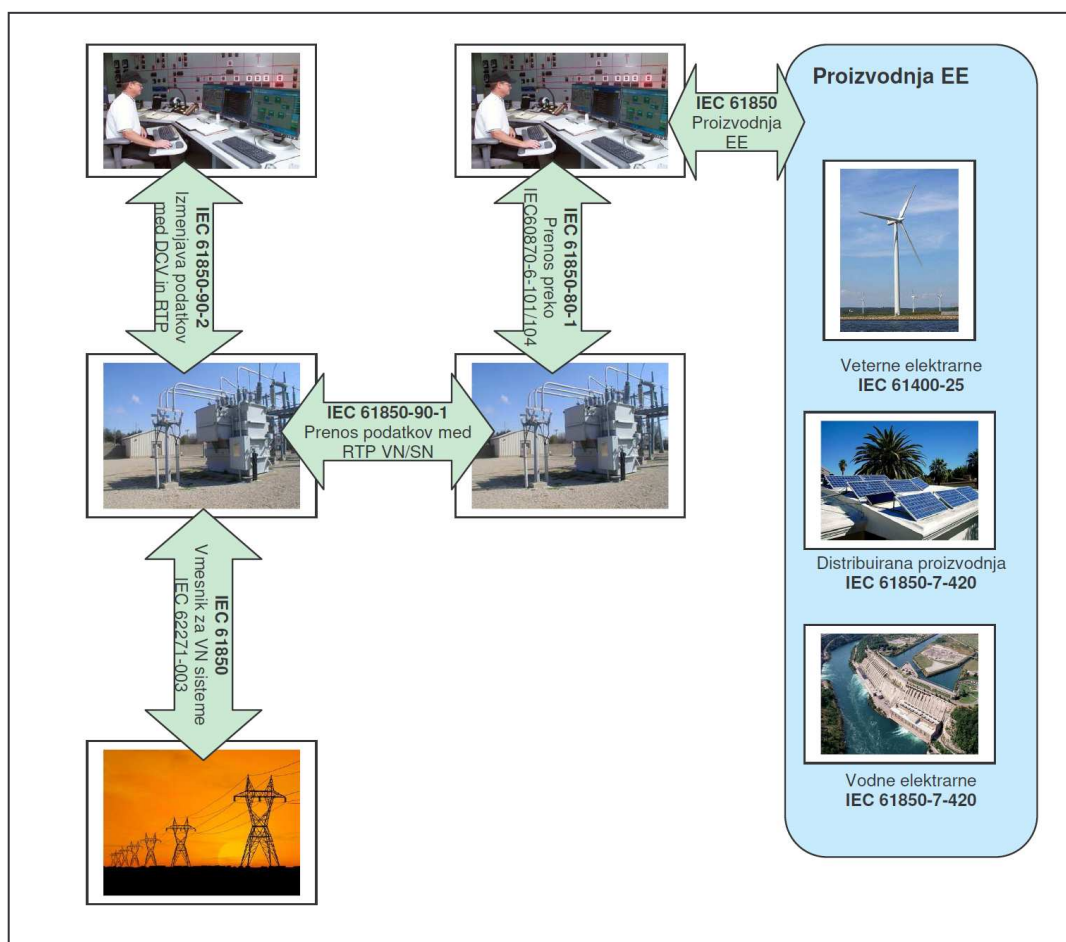 IEC 61850-90-2
Izmenjava podatkov
med DCV in RTP
IEC 61850-80-1
Prenos preko
IEC60870-6-101/104
IEC 61850
Proizvodnja
EE
Proizvodnja EE
IEC 61850-90-1
Prenos podatkov med
RTP VN/SN
Veterne elektrarne
IEC 61400-25
Distribuirana proizvodnja
IEC 61850-7-420
IEC 61850
Vmesnik za VN sisteme
IEC 62271-003
Vodne elektrarne
IEC 61850-7-420